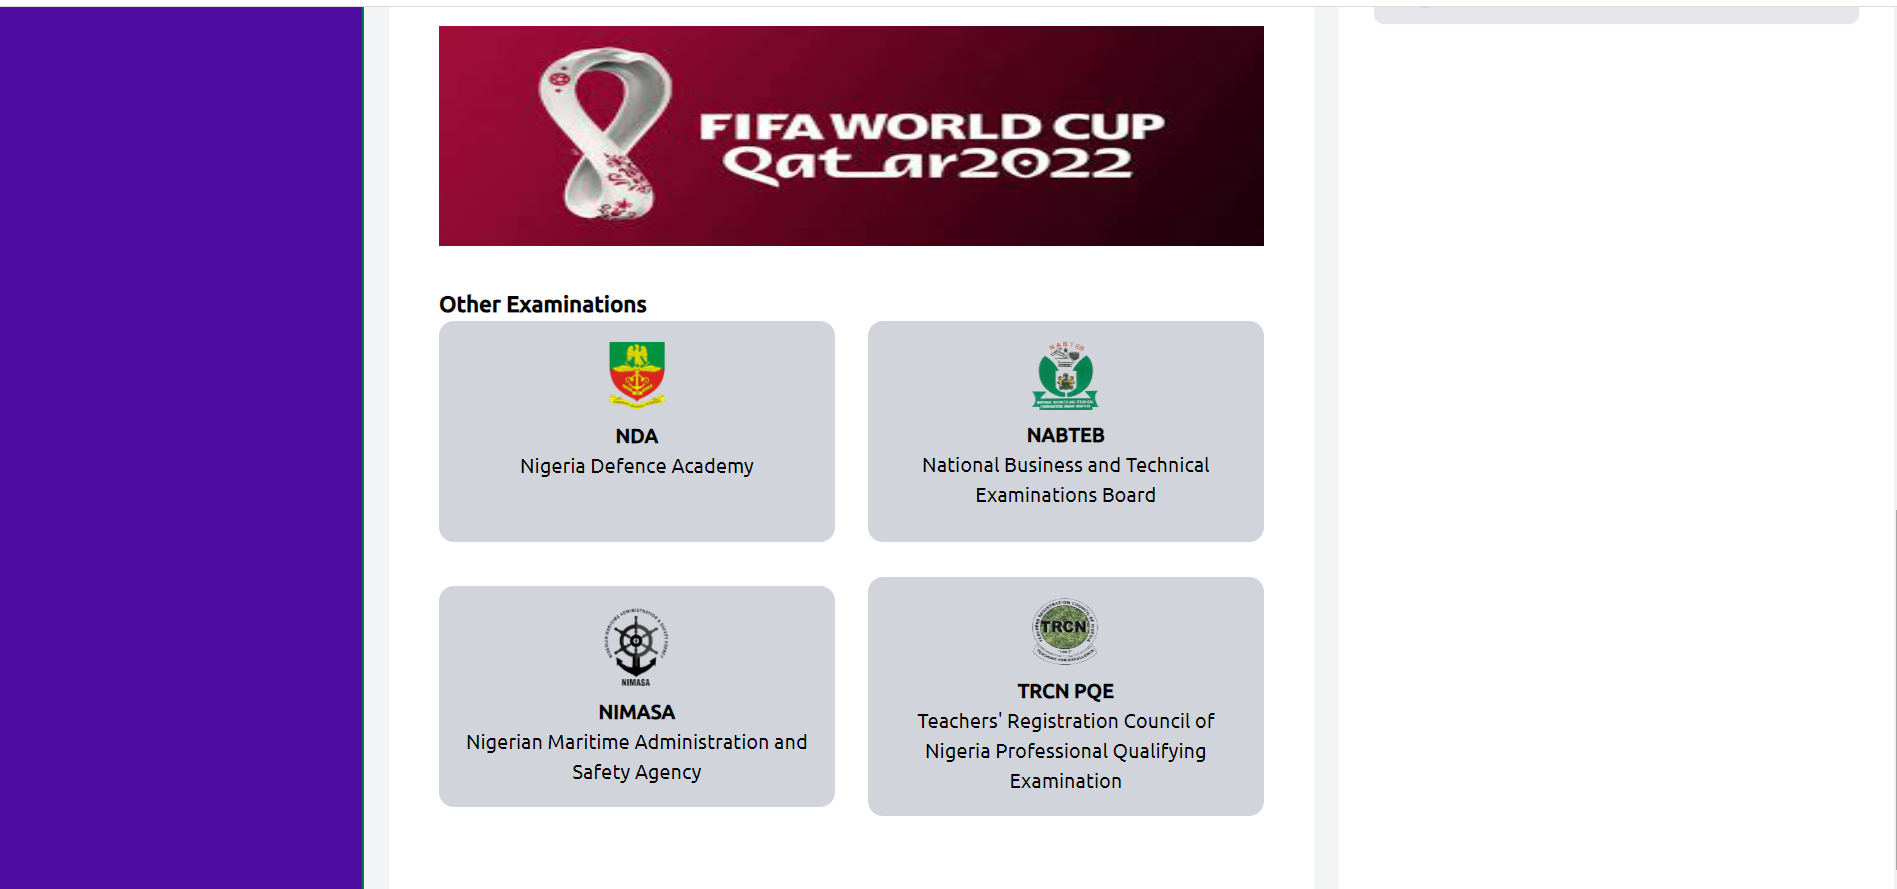 FIFA WORLD CUP
Qatar2022
Other Examinations
NDA
Nigeria Defence Academy
NABTEB
NABTEB
National Business and Technical
Examinations Board
NIMASA
NIMASA
Nigerian Maritime Administration and
Safety Agency
TRCN
TRCN PQE
Teachers' Registration Council of
Nigeria Professional Qualifying
Examination